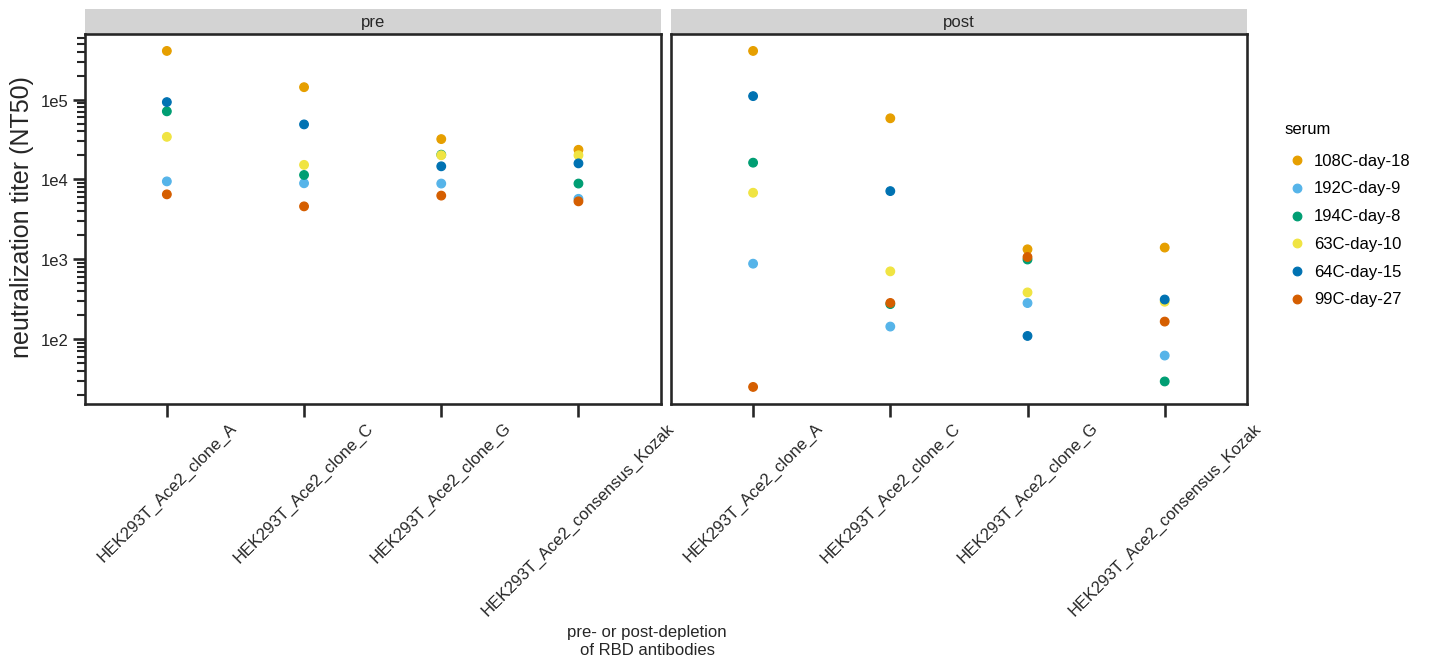 pre
post
neutralization titer (NT50)
1e5
1e4
1e3
1e2
HEK293T_Ace2_clone_A
HEK293T_Ace2_clone_C
HEK293T_Ace2_clone_G
HEK293T_Ace2_consensus_Kozak
HEK293T_Ace2_clone_A
HEK293T_Ace2_clone_C
HEK293T_Ace2_clone_G
HEK293T_Ace2_consensus_Kozak
pre- or post-depletion
of RBD antibodies
serum
108C-day-18
192C-day-9
194C-day-8
63C-day-10
64C-day-15
99C-day-27